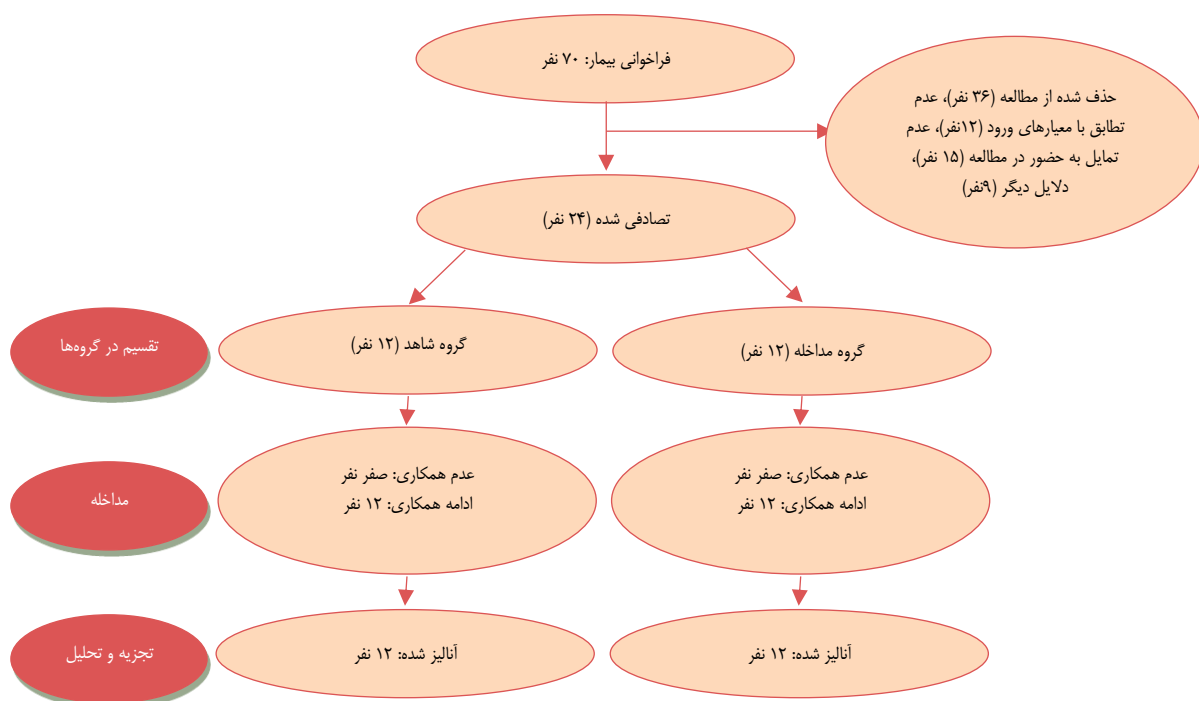 فراخوانی بیمار: ۷۰ نفر
حذف شده از مطالعه (۳۶ نفر)، عدم
تطابق با معیارهای ورود (۱۲نفر)، عدم
تمایل به حضور در مطالعه (۱۵ نفر)،
دلایل دیگر (۹نفر)
تصادفی شده (۲۴ نفر)
گروه مداخله (۱۲ نفر)
گروه شاهد (۱۲ نفر)
تقسیم در گروه‌ها
عدم همکاری: صفر نفر
ادامه همکاری: ۱۲ نفر
عدم همکاری: صفر نفر
ادامه همکاری: ۱۲ نفر
مداخله
آنالیز شده: ۱۲ نفر
آنالیز شده: ۱۲ نفر
تجزیه و تحلیل